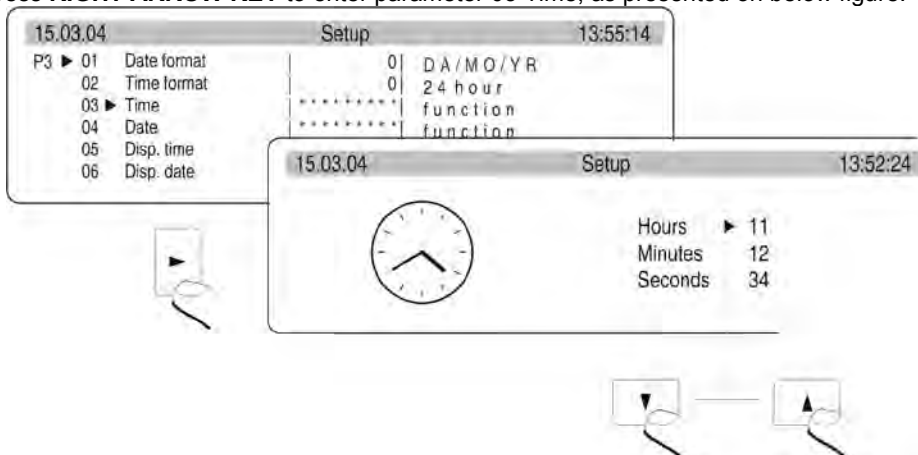 RIGHT ARROW KEY to enter parameter 03 Time, as presented on below figure.
15.03.04 Setup 13:55:14
P3 ► 01 Date format 0 DA/MO/YR
02 Time format 0 24 hour
03 ► Time ********* function
04 Date ********* function
05 Disp. time
06 Disp. date
15.03.04 Setup 13:52:24
Hours ► 11
Minutes 12
Seconds 34